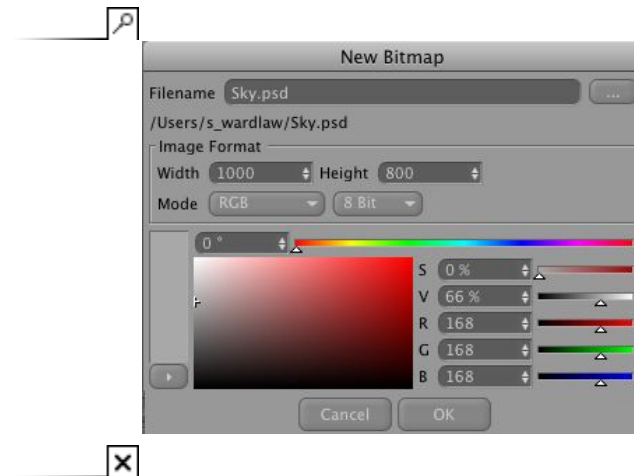 New Bitmap
Filename Sky.psd ...
/Users/s_wardlaw/Sky.psd
Image Format
Width 1000 Height 800
Mode RGB 8 Bit
0 °
S 0 %
V 66 %
R 168
G 168
B 168
Cancel OK